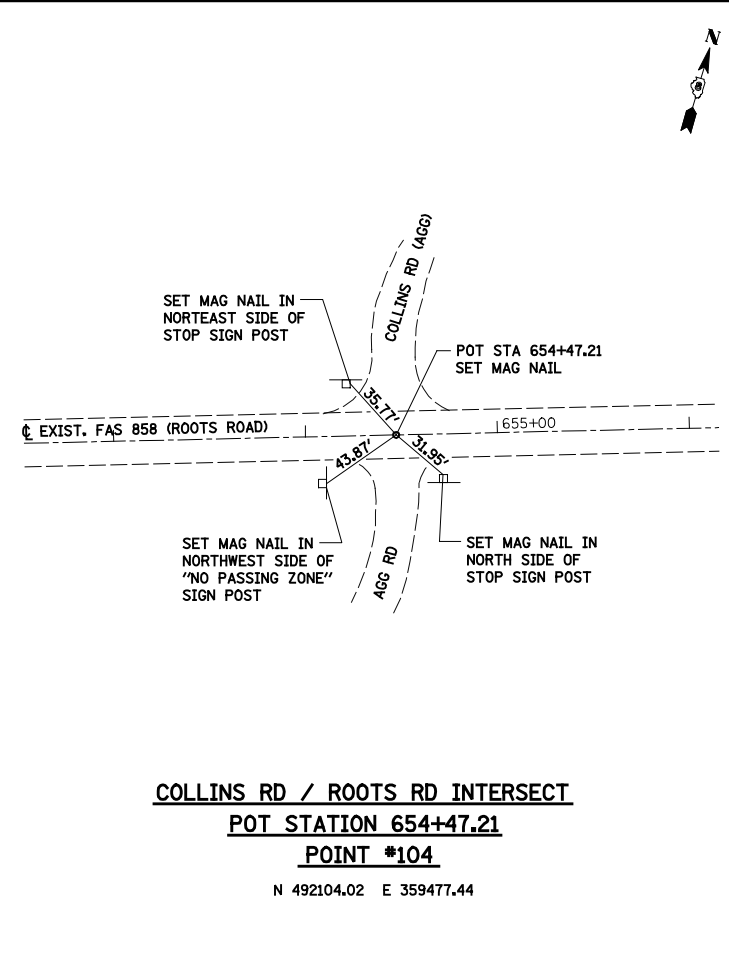 N
COLLINS RD (AGG)
SET MAG NAIL IN
NORTEAST SIDE OF
STOP SIGN POST
POT STA 654+47.21
SET MAG NAIL
35.77'
℄ EXIST. FAS 858 (ROOTS ROAD)
655+00
43.87'
31.95'
SET MAG NAIL IN
NORTHWEST SIDE OF
"NO PASSING ZONE"
SIGN POST
AGG RD
SET MAG NAIL IN
NORTH SIDE OF
STOP SIGN POST
COLLINS RD / ROOTS RD INTERSECT
POT STATION 654+47.21
POINT #104
N 492104.02 E 359477.44